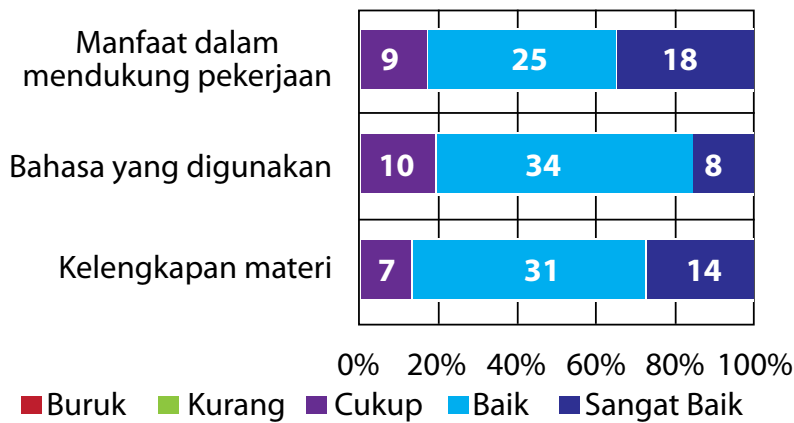 Manfaat dalam
mendukung pekerjaan
9 25 18
Bahasa yang digunakan
10 34 8
Kelengkapan materi
7 31 14
0% 20% 40% 60% 80% 100%
Buruk Kurang Cukup Baik Sangat Baik